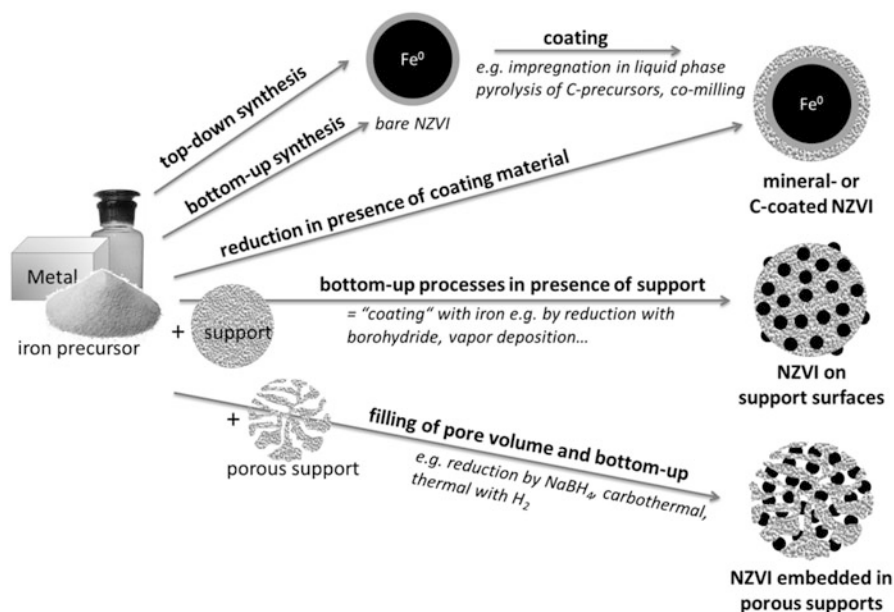 top-down synthesis
bottom-up synthesis
Fe⁰
bare NZVI
coating
e.g. impregnation in liquid phase
pyrolysis of C-precursors, co-milling
Fe⁰
mineral- or
C-coated NZVI
reduction in presence of coating material
Metal
iron precursor
+ support
bottom-up processes in presence of support
= "coating" with iron e.g. by reduction with
borohydride, vapor deposition...
NZVI on
support surfaces
+
porous support
filling of pore volume and bottom-up
e.g. reduction by NaBH₄, carbothermal,
thermal with H₂
NZVI embedded in
porous supports